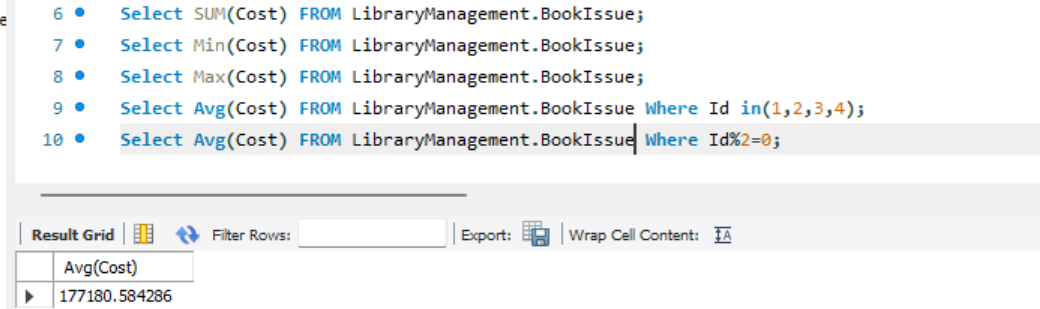 e
6 Select SUM(Cost) FROM LibraryManagement.BookIssue;
7 Select Min(Cost) FROM LibraryManagement.BookIssue;
8 Select Max(Cost) FROM LibraryManagement.BookIssue;
9 Select Avg(Cost) FROM LibraryManagement.BookIssue Where Id in(1,2,3,4);
10 Select Avg(Cost) FROM LibraryManagement.BookIssue Where Id%2=0;
Result Grid Filter Rows: Export: Wrap Cell Content: IA
Avg(Cost)
177180.584286